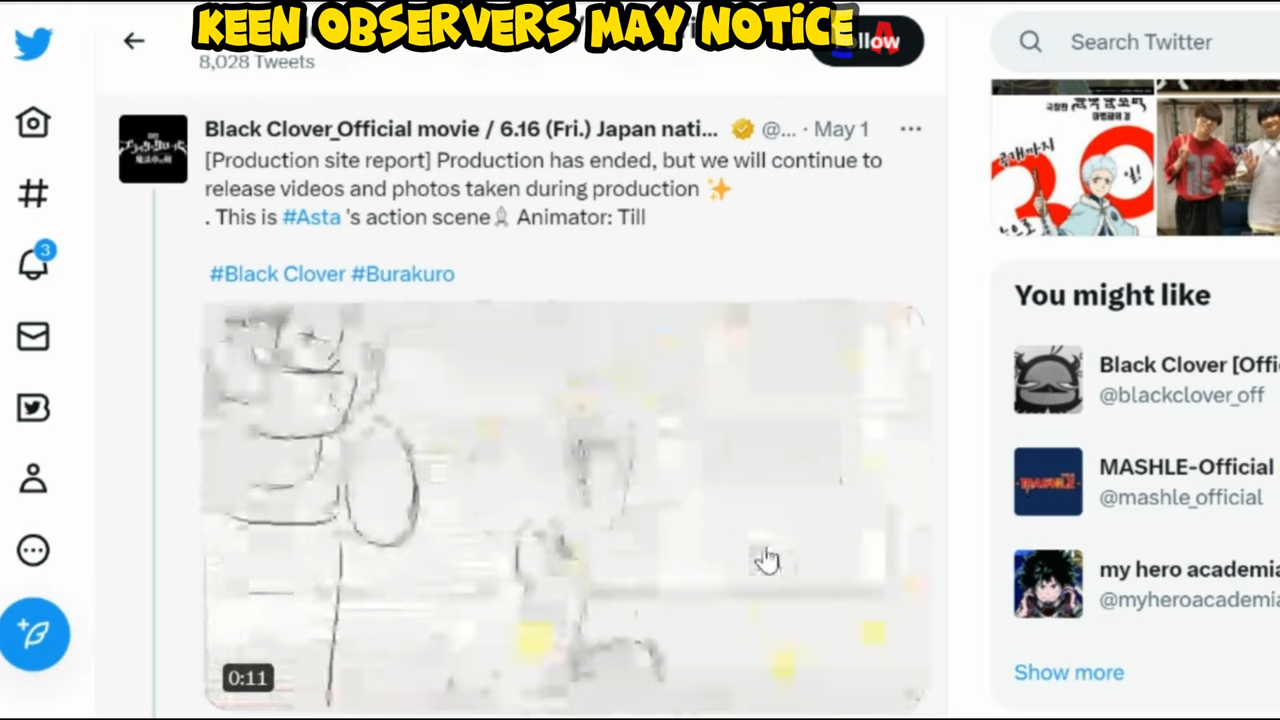 KEEN OBSERVERS MAY NOTICE A
8,028 Tweets
Search Twitter
Black Clover_Official movie / 6.16 (Fri.) Japan nati... @... · May 1 ...
[Production site report] Production has ended, but we will continue to
release videos and photos taken during production ✨
. This is #Asta 's action scene Animator: Till
#Black Clover #Burakuro
0:11
3
You might like
Black Clover [Offi
@blackclover_off
MASHLE-Official
@mashle_official
my hero academia
@myheroacademia
Show more